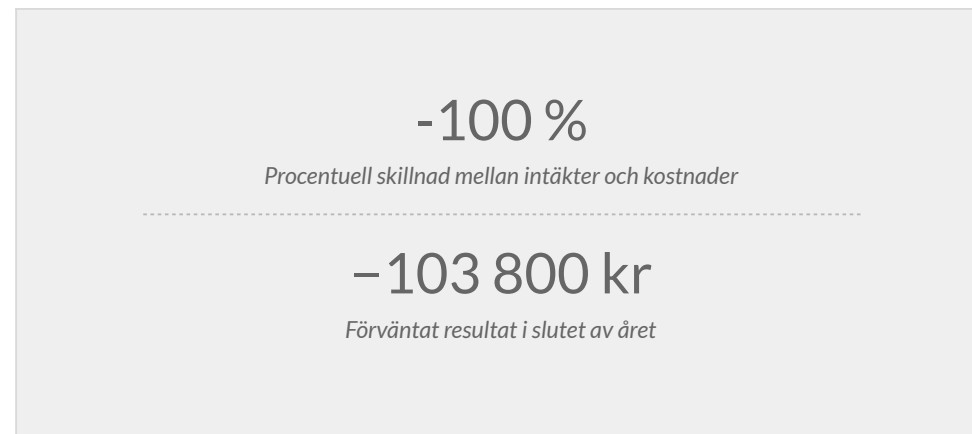 -100 %
Procentuell skillnad mellan intäkter och kostnader
−103 800 kr
Förväntat resultat i slutet av året